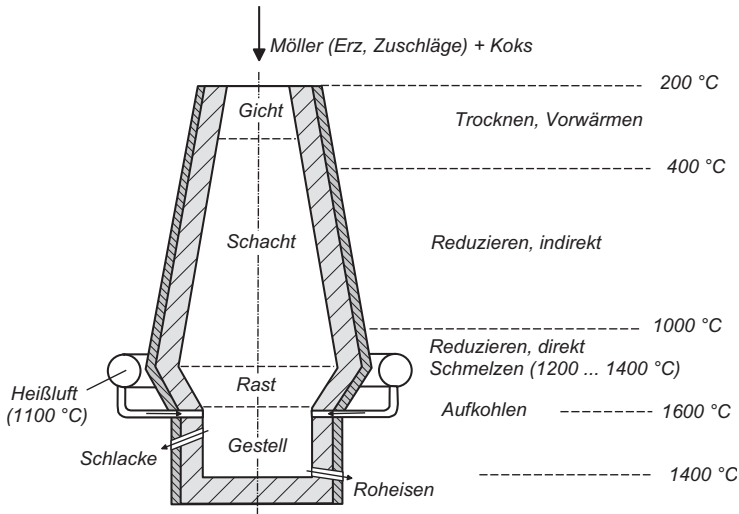 Möller (Erz, Zuschläge) + Koks
200 °C
Gicht
Trocknen, Vorwärmen
400 °C
Schacht
Reduzieren, indirekt
1000 °C
Reduzieren, direkt
Schmelzen (1200 ... 1400 °C)
Rast
Heißluft
(1100 °C)
Aufkohlen
1600 °C
Gestell
Schlacke
1400 °C
Roheisen